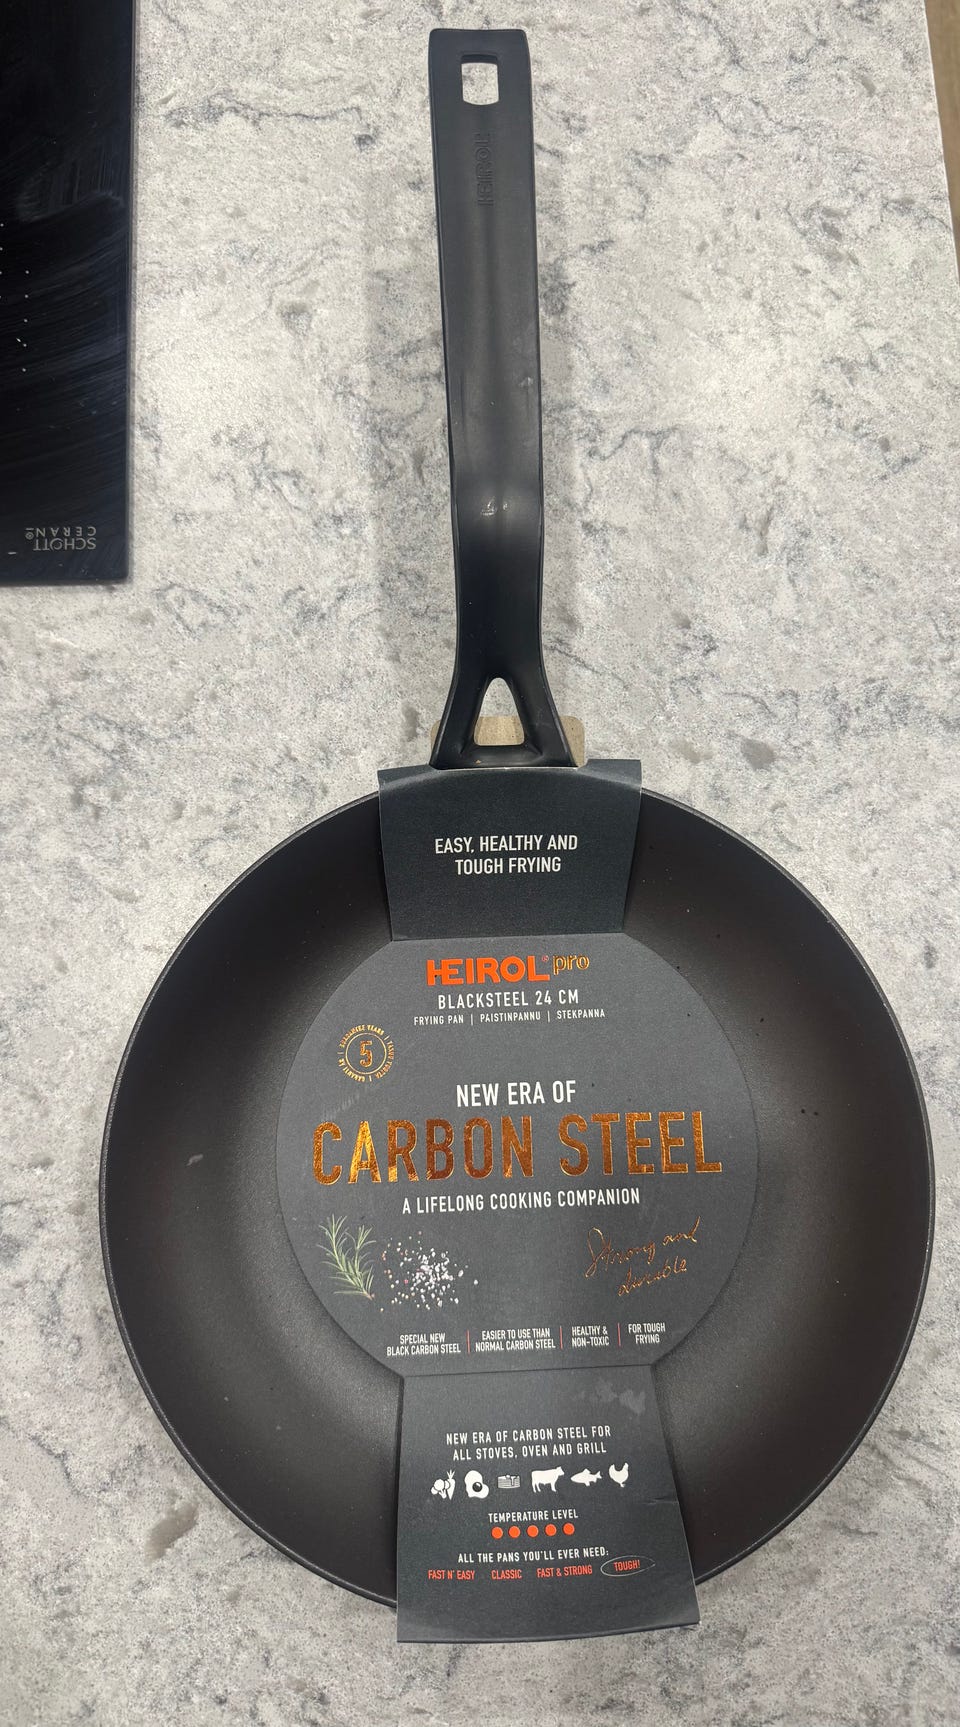 HEIROL
SCHOTT
CERAN®
EASY, HEALTHY AND
TOUGH FRYING
HEIROL® pro
BLACKSTEEL 24 CM
FRYING PAN | PAISTINPANNU | STEKPANNA
5
NEW ERA OF
CARBON STEEL
A LIFELONG COOKING COMPANION
Strong and
durable
SPECIAL NEW
BLACK CARBON STEEL
EASIER TO USE THAN
NORMAL CARBON STEEL
HEALTHY &
NON-TOXIC
FOR TOUGH
FRYING
NEW ERA OF CARBON STEEL FOR
ALL STOVES, OVEN AND GRILL
TEMPERATURE LEVEL
ALL THE PANS YOU'LL EVER NEED:
FAST N' EASY CLASSIC FAST & STRONG TOUGH!